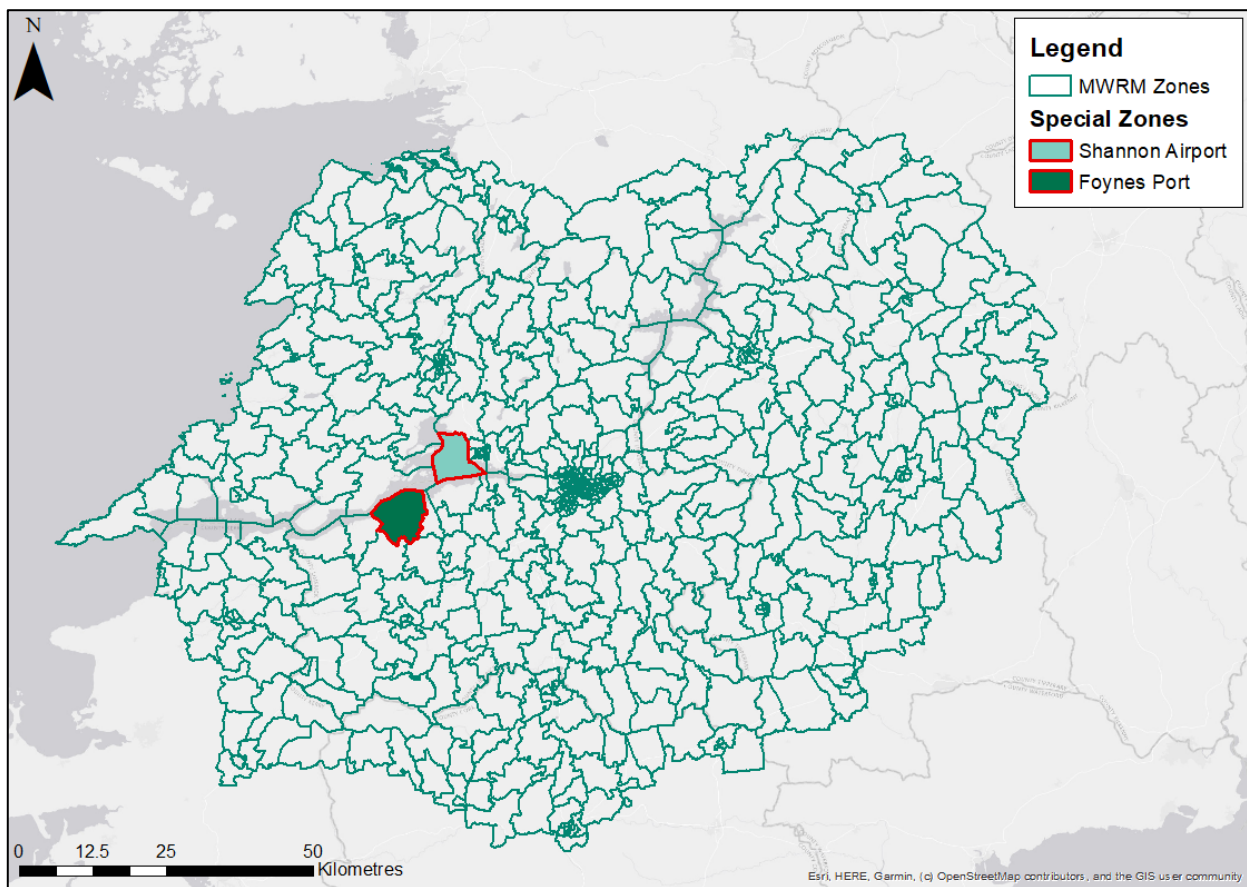 N
Legend
MWRM Zones
Special Zones
Shannon Airport
Foynes Port
0 12.5 25 50
Kilometres
Esri, HERE, Garmin, (c) OpenStreetMap contributors, and the GIS user community